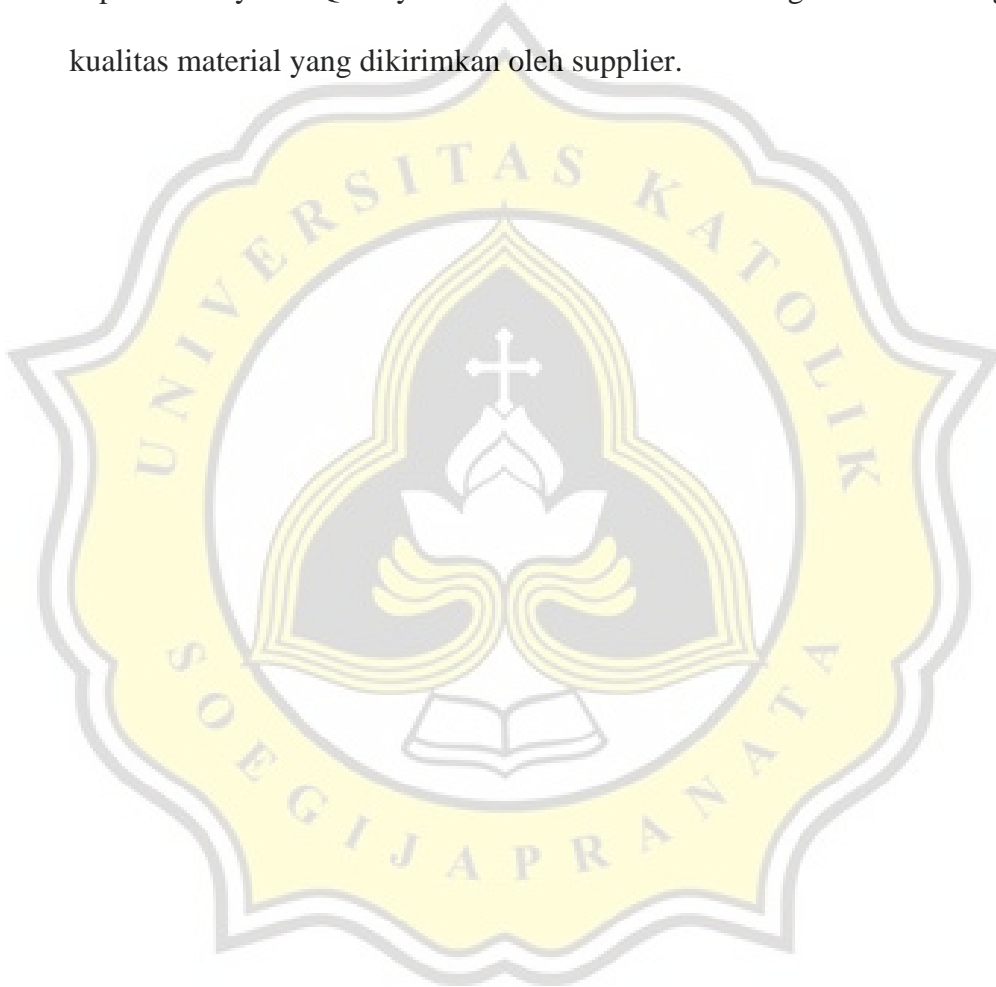 kualitas material yang dikirimkan oleh supplier.
UNIVERSITAS KATOLIK
SOEGIJAPRANATA